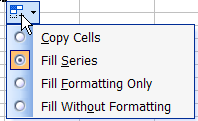 Copy Cells
Fill Series
Fill Formatting Only
Fill Without Formatting